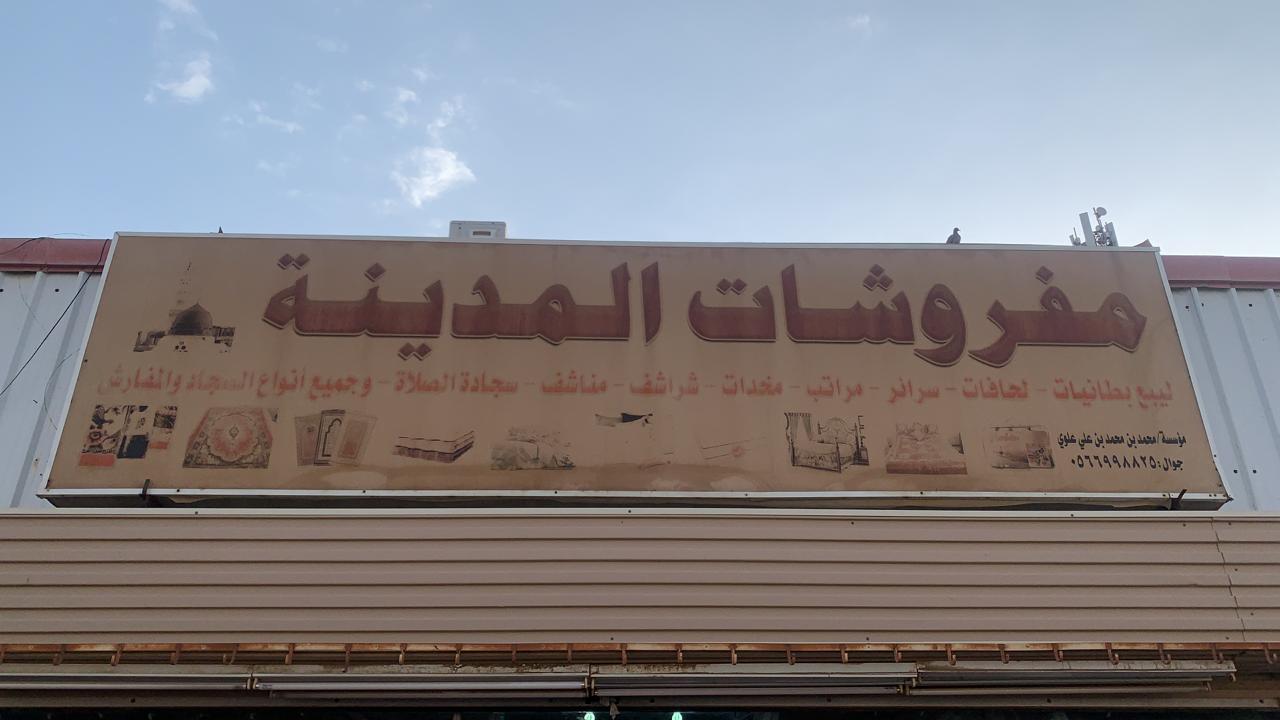 مفروشات المدينة
لبيع بطانيات - لحافات - سرائر - مراتب - مخدات - شراشف - مناشف - سجادة الصلاة - وجميع أنواع السجاد والمفارش
مؤسسة/محمد بن محمد بن علي علوي
جوال: ٠٥٦٦٩٩٨٨٢٥